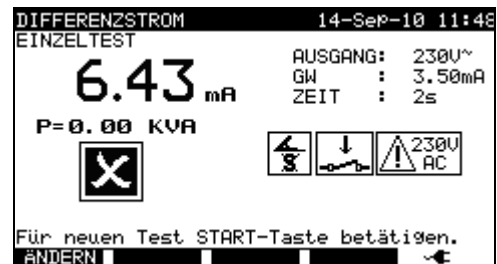 DIFFERENZSTROM 14-Sep-10 11:48
EINZELTEST
6.43 mA
AUSGANG: 230V~
GW : 3.50mA
ZEIT : 2s
P=0.00 KVA
230V
AC
Für neuen Test START-Taste betätigen.
ÄNDERN